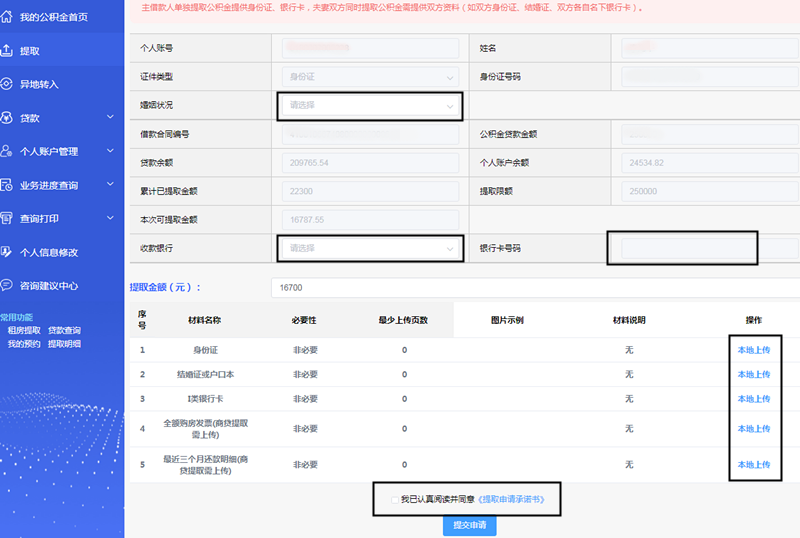 我的公积金首页
提取
异地转入
贷款
个人账户管理
业务进度查询
查询打印
个人信息修改
咨询建议中心
常用功能
租房提取 贷款查询
我的预约 提取明细
主借款人单独提取公积金提供身份证、银行卡，夫妻双方同时提取公积金需提供双方资料（如双方身份证、结婚证、双方各自名下银行卡）。
个人账号 姓名
证件类型 身份证 身份证号码
婚姻状况 请选择
借款合同编号 公积金贷款金额
贷款余额 209765.54 个人账户余额 24534.82
累计已提取金额 22300 提取限额 250000
本次可提取金额 16787.55
收款银行 请选择 银行卡号码
提取金额（元）： 16700
序号 材料名称 必要性 最少上传页数 图片示例 材料说明 操作
1 身份证 非必要 0 无 本地上传
2 结婚证或户口本 非必要 0 无 本地上传
3 I类银行卡 非必要 0 无 本地上传
4 全额购房发票(商贷提取需上传) 非必要 0 无 本地上传
5 最近三个月还款明细(商贷提取需上传) 非必要 0 无 本地上传
我已认真阅读并同意《提取申请承诺书》
提交申请